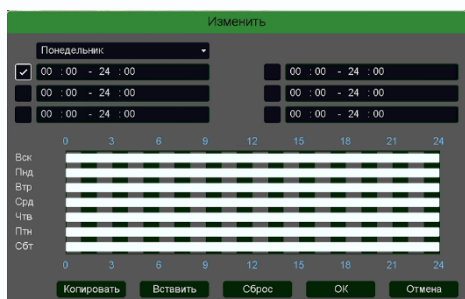 Изменить
Понедельник
00 :00 - 24 :00 00 :00 - 24 :00
00 :00 - 24 :00 00 :00 - 24 :00
00 :00 - 24 :00 00 :00 - 24 :00
0 3 6 9 12 15 18 21 24
Вск
Пнд
Втр
Срд
Чтв
Птн
Сбт
0 3 6 9 12 15 18 21 24
Копировать Вставить Сброс ОК Отмена